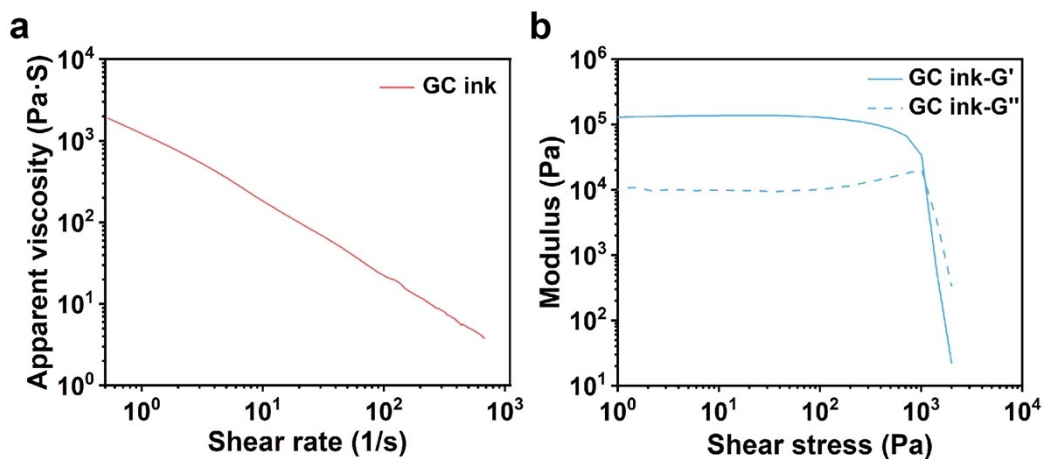 a
Apparent viscosity (Pa·S)
10⁴
10³
10²
10¹
10⁰
GC ink
10⁰ 10¹ 10² 10³
Shear rate (1/s)
b
Modulus (Pa)
10⁶
10⁵
10⁴
10³
10²
10¹
GC ink-G'
GC ink-G''
10⁰ 10¹ 10² 10³ 10⁴
Shear stress (Pa)